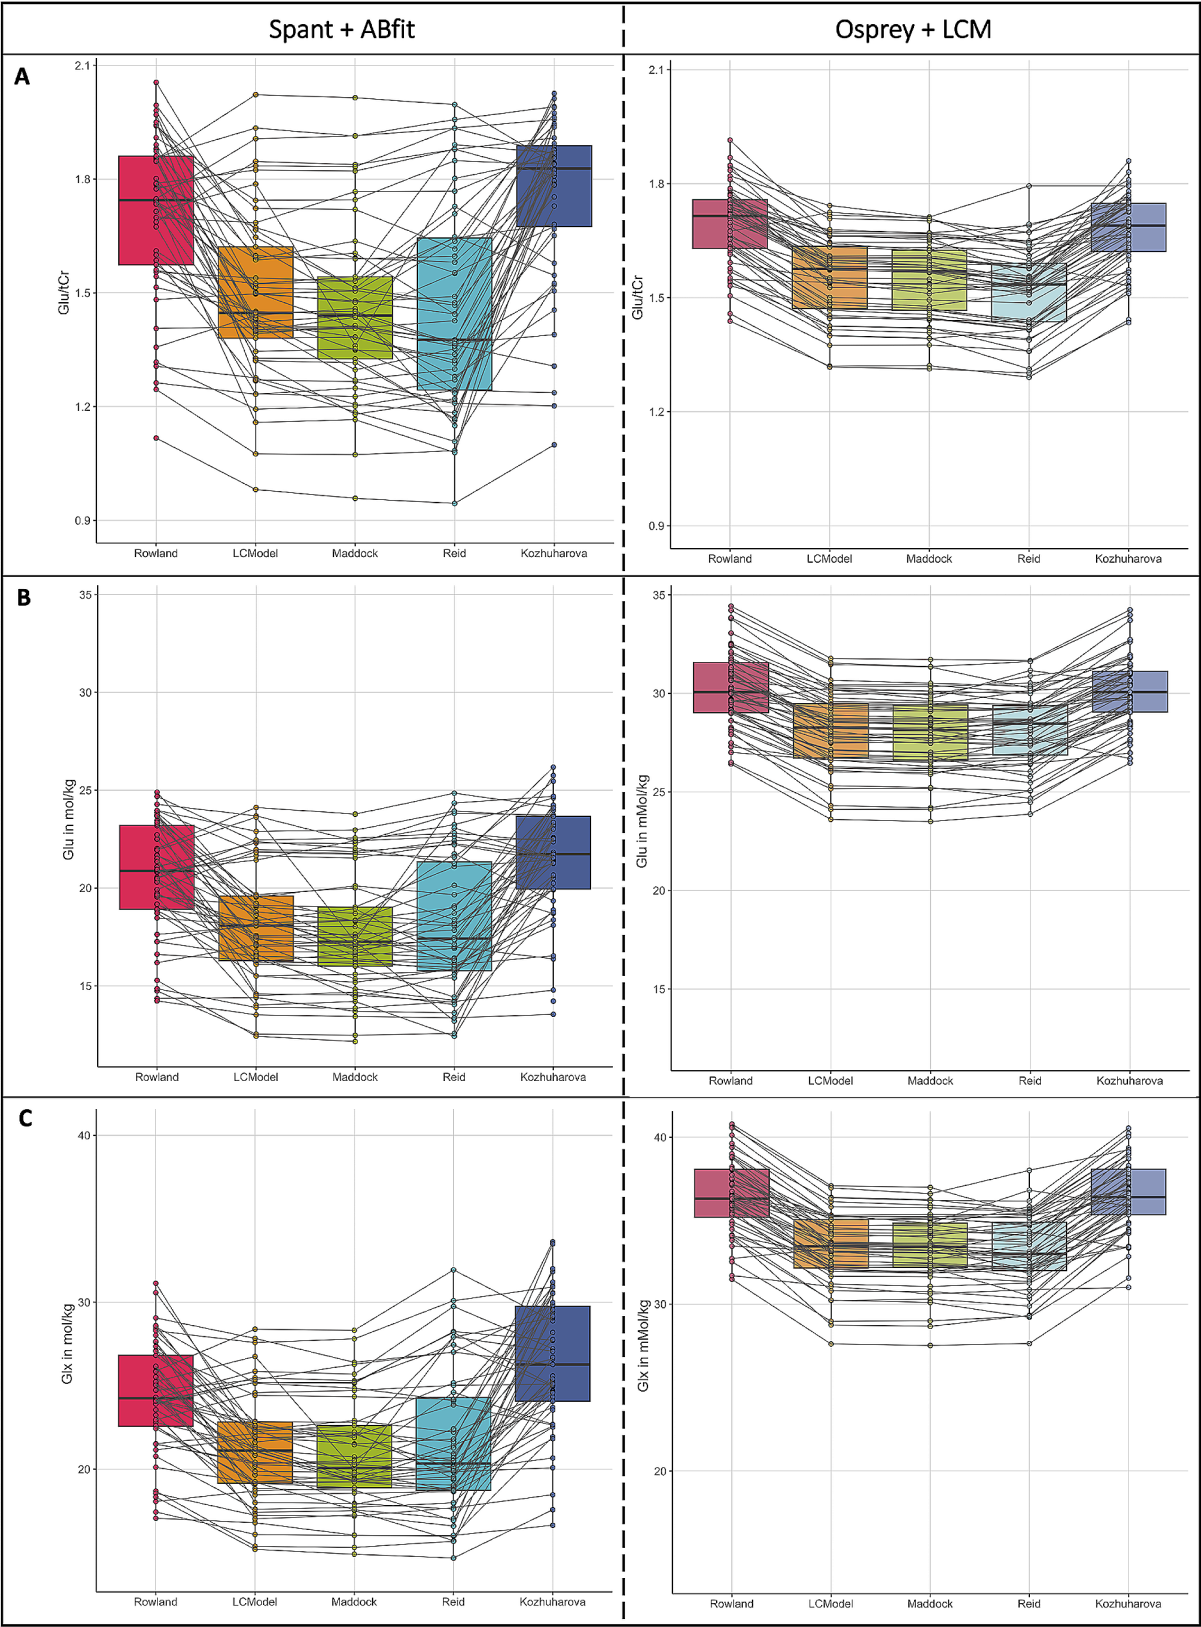 Spant + ABfit
Osprey + LCM
A
Glu/tCr
2.1
1.8
1.5
1.2
0.9
Rowland LCModel Maddock Reid Kozhuharova
Glu/tCr
2.1
1.8
1.5
1.2
0.9
Rowland LCModel Maddock Reid Kozhuharova
B
Glu in mol/kg
35
30
25
20
15
Rowland LCModel Maddock Reid Kozhuharova
Glu in mMol/kg
35
30
25
20
15
Rowland LCModel Maddock Reid Kozhuharova
C
Glx in mol/kg
40
30
20
Rowland LCModel Maddock Reid Kozhuharova
Glx in mMol/kg
40
30
20
Rowland LCModel Maddock Reid Kozhuharova